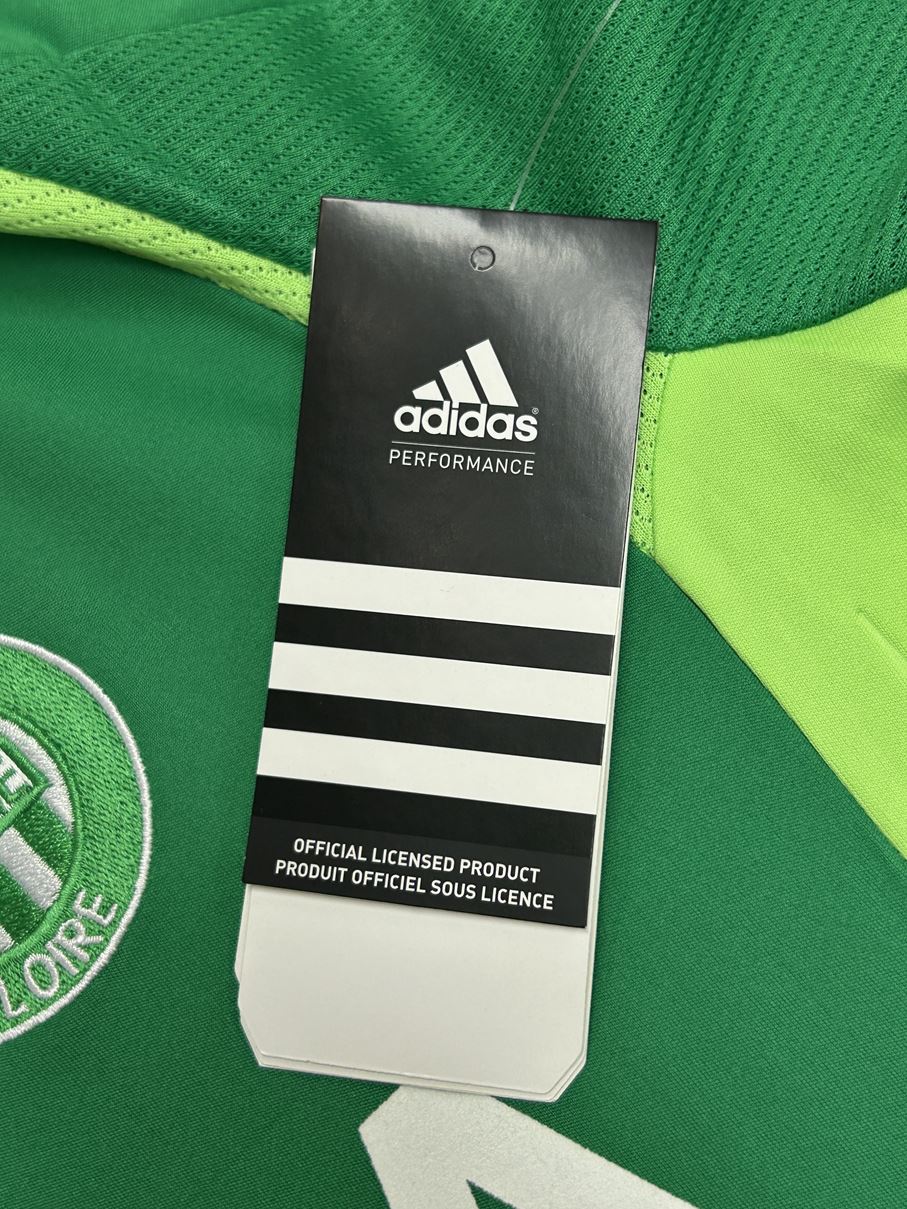 adidas®
PERFORMANCE
OFFICIAL LICENSED PRODUCT
PRODUIT OFFICIEL SOUS LICENCE
LOIRE